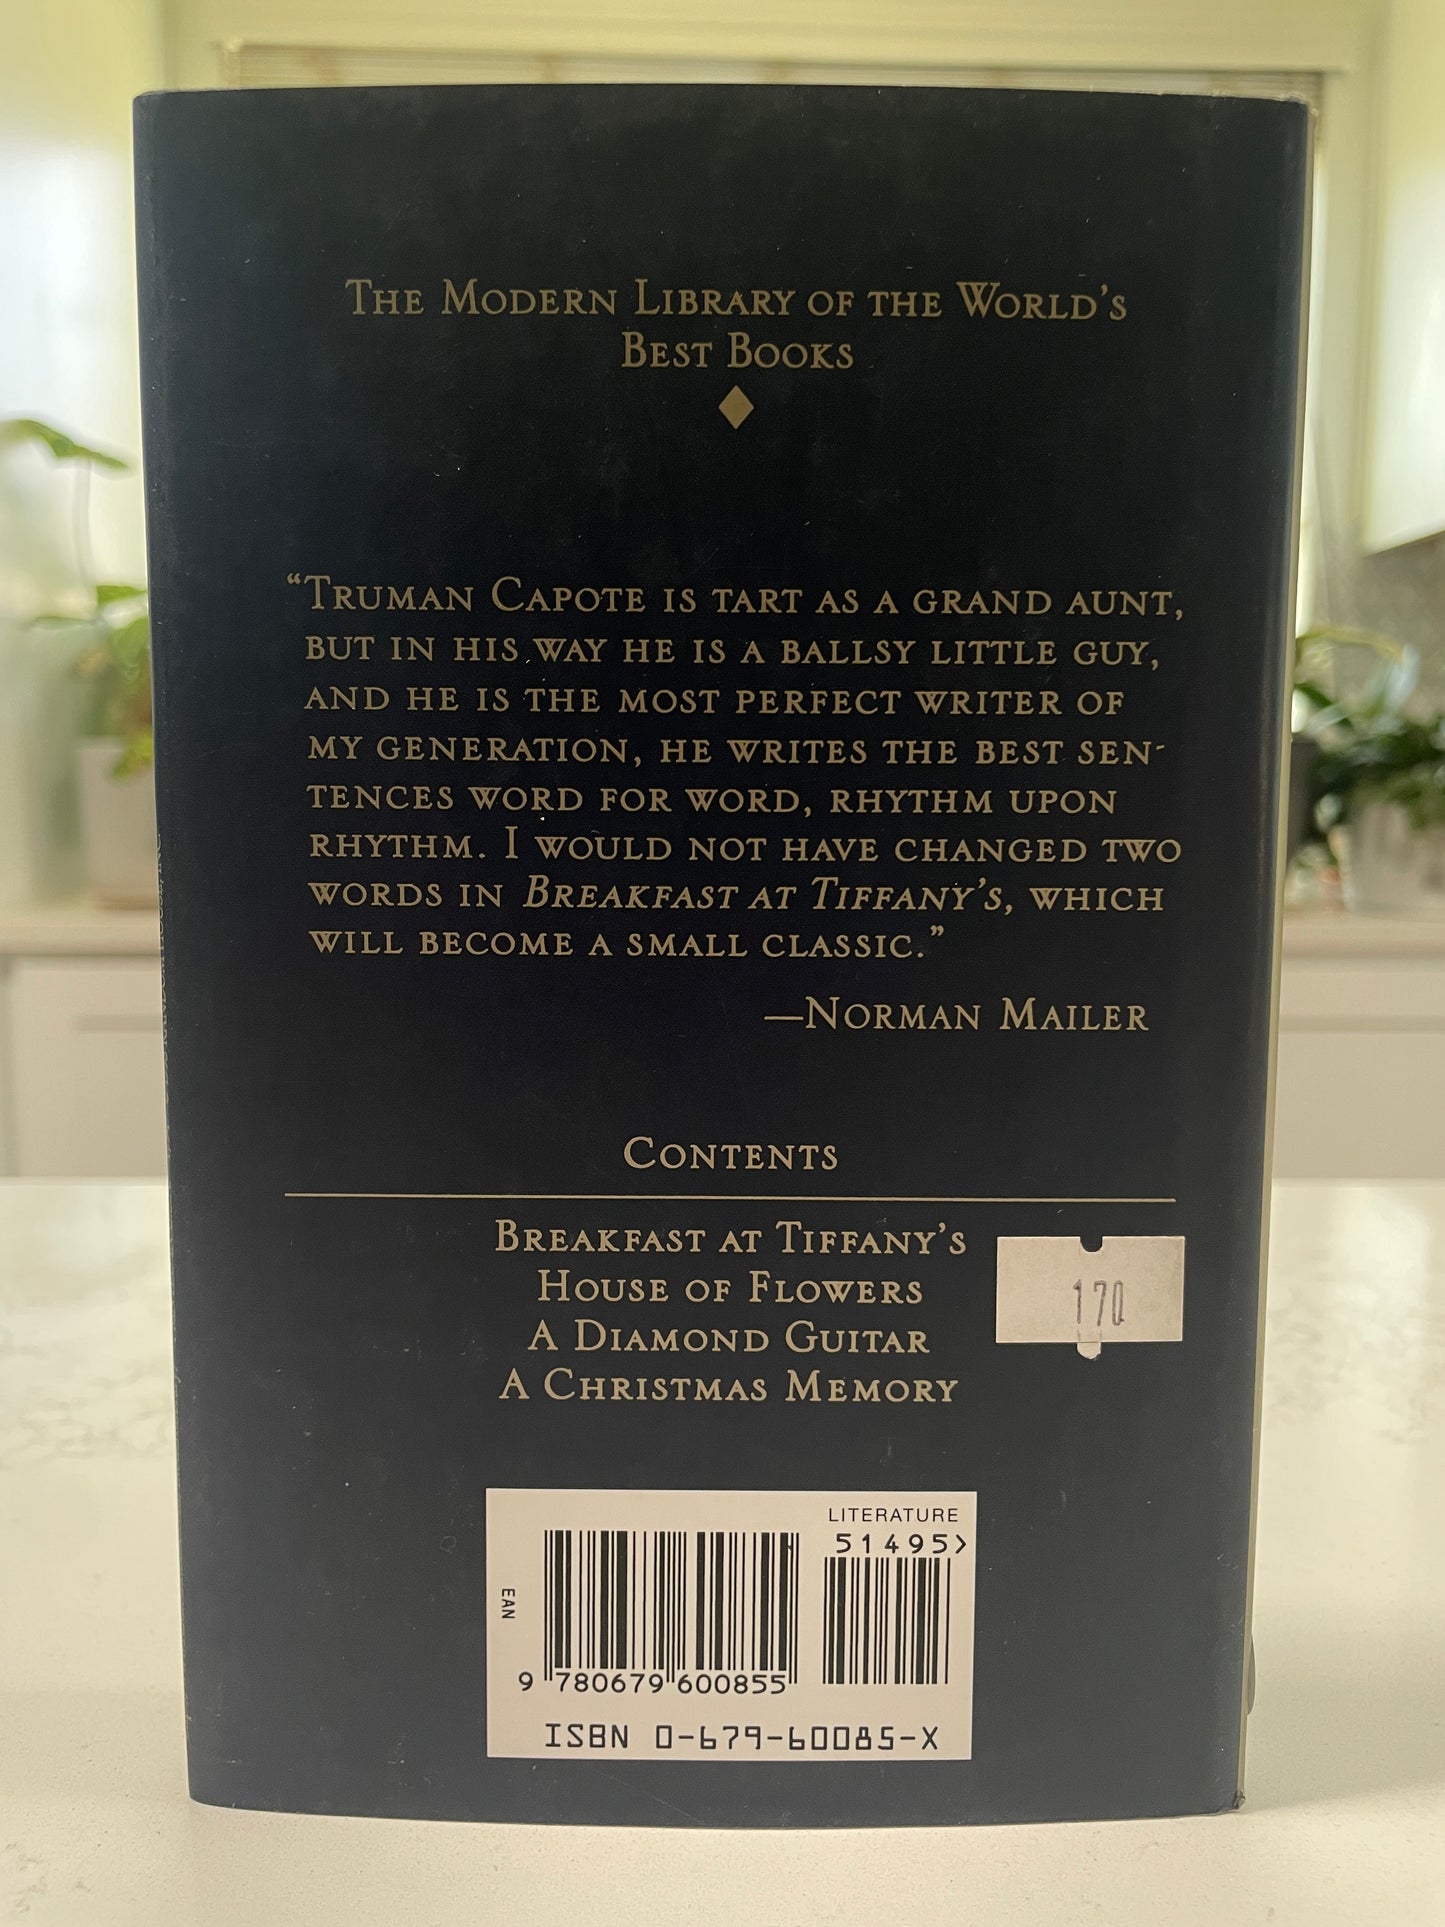 The Modern Library of the World's
Best Books
"Truman Capote is tart as a grand aunt,
but in his way he is a ballsy little guy,
and he is the most perfect writer of
my generation, he writes the best sen-
tences word for word, rhythm upon
rhythm. I would not have changed two
words in Breakfast at Tiffany's, which
will become a small classic."
—Norman Mailer
Contents
Breakfast at Tiffany's
House of Flowers
A Diamond Guitar
A Christmas Memory
170
LITERATURE
51495>
EAN
9 780679 600855
ISBN 0-679-60085-X